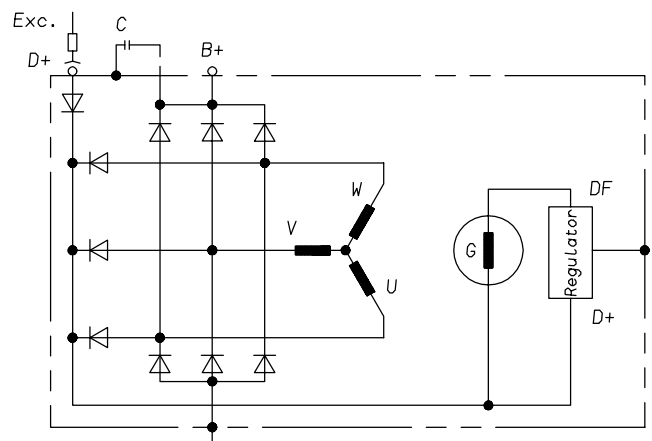 Exc.
C
D+
B+
W
V
U
G
DF
Regulator
D+